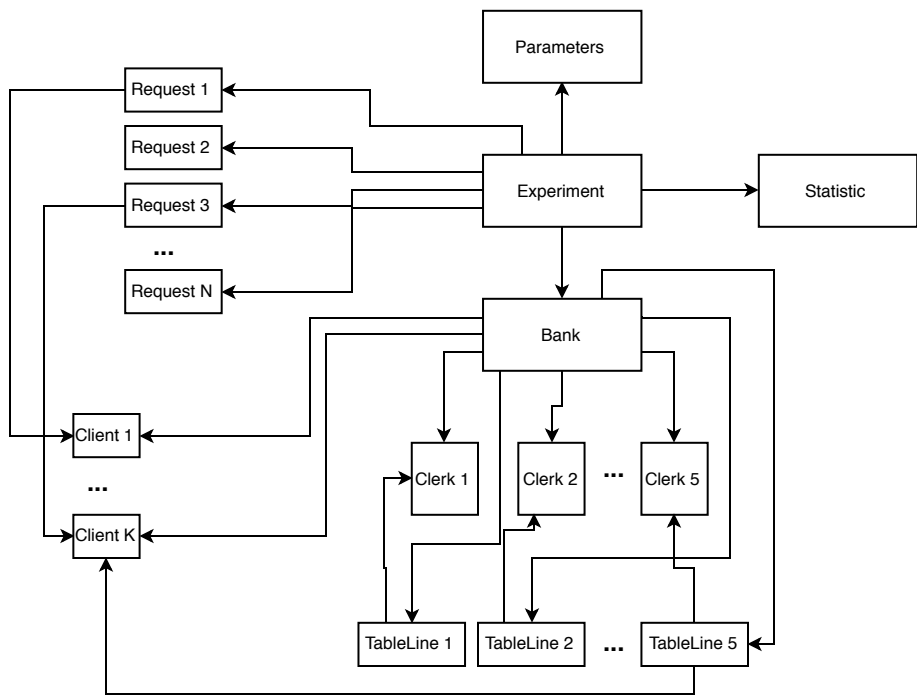 Parameters
Request 1
Request 2
Experiment
Statistic
Request 3
...
Request N
Bank
Client 1
...
Clerk 1
Clerk 2
...
Clerk 5
Client K
TableLine 1
TableLine 2
...
TableLine 5